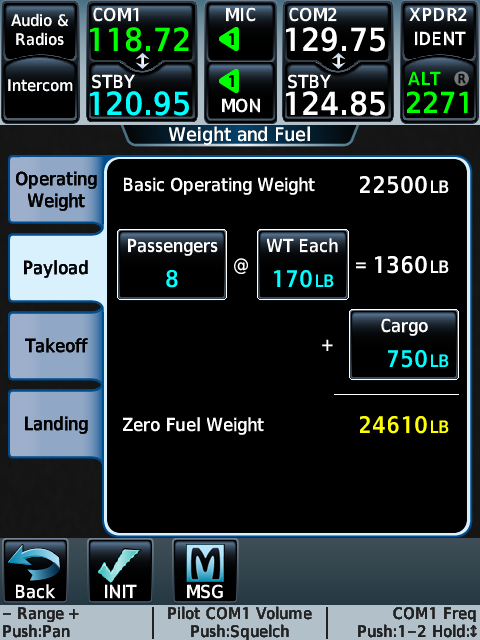 Audio & Radios
COM1
118.72
MIC
COM2
129.75
XPDR2
IDENT
Intercom
STBY
120.95
1
MON
STBY
124.85
ALT R
2271
Weight and Fuel
Operating Weight
Basic Operating Weight 22500LB
Payload
Passengers
8
@
WT Each
170LB
= 1360LB
Takeoff
+
Cargo
750LB
Landing
Zero Fuel Weight 24610LB
Back
INIT
MSG
– Range +
Push:Pan
Pilot COM1 Volume
Push:Squelch
COM1 Freq
Push:1–2 Hold:↕